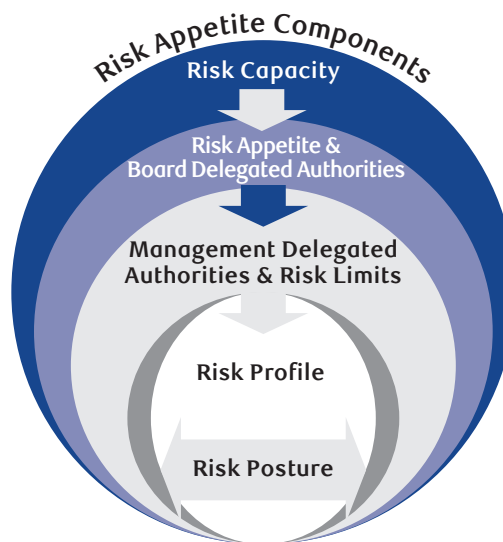 Risk Appetite Components
Risk Capacity
Risk Appetite &
Board Delegated Authorities
Management Delegated
Authorities & Risk Limits
Risk Profile
Risk Posture